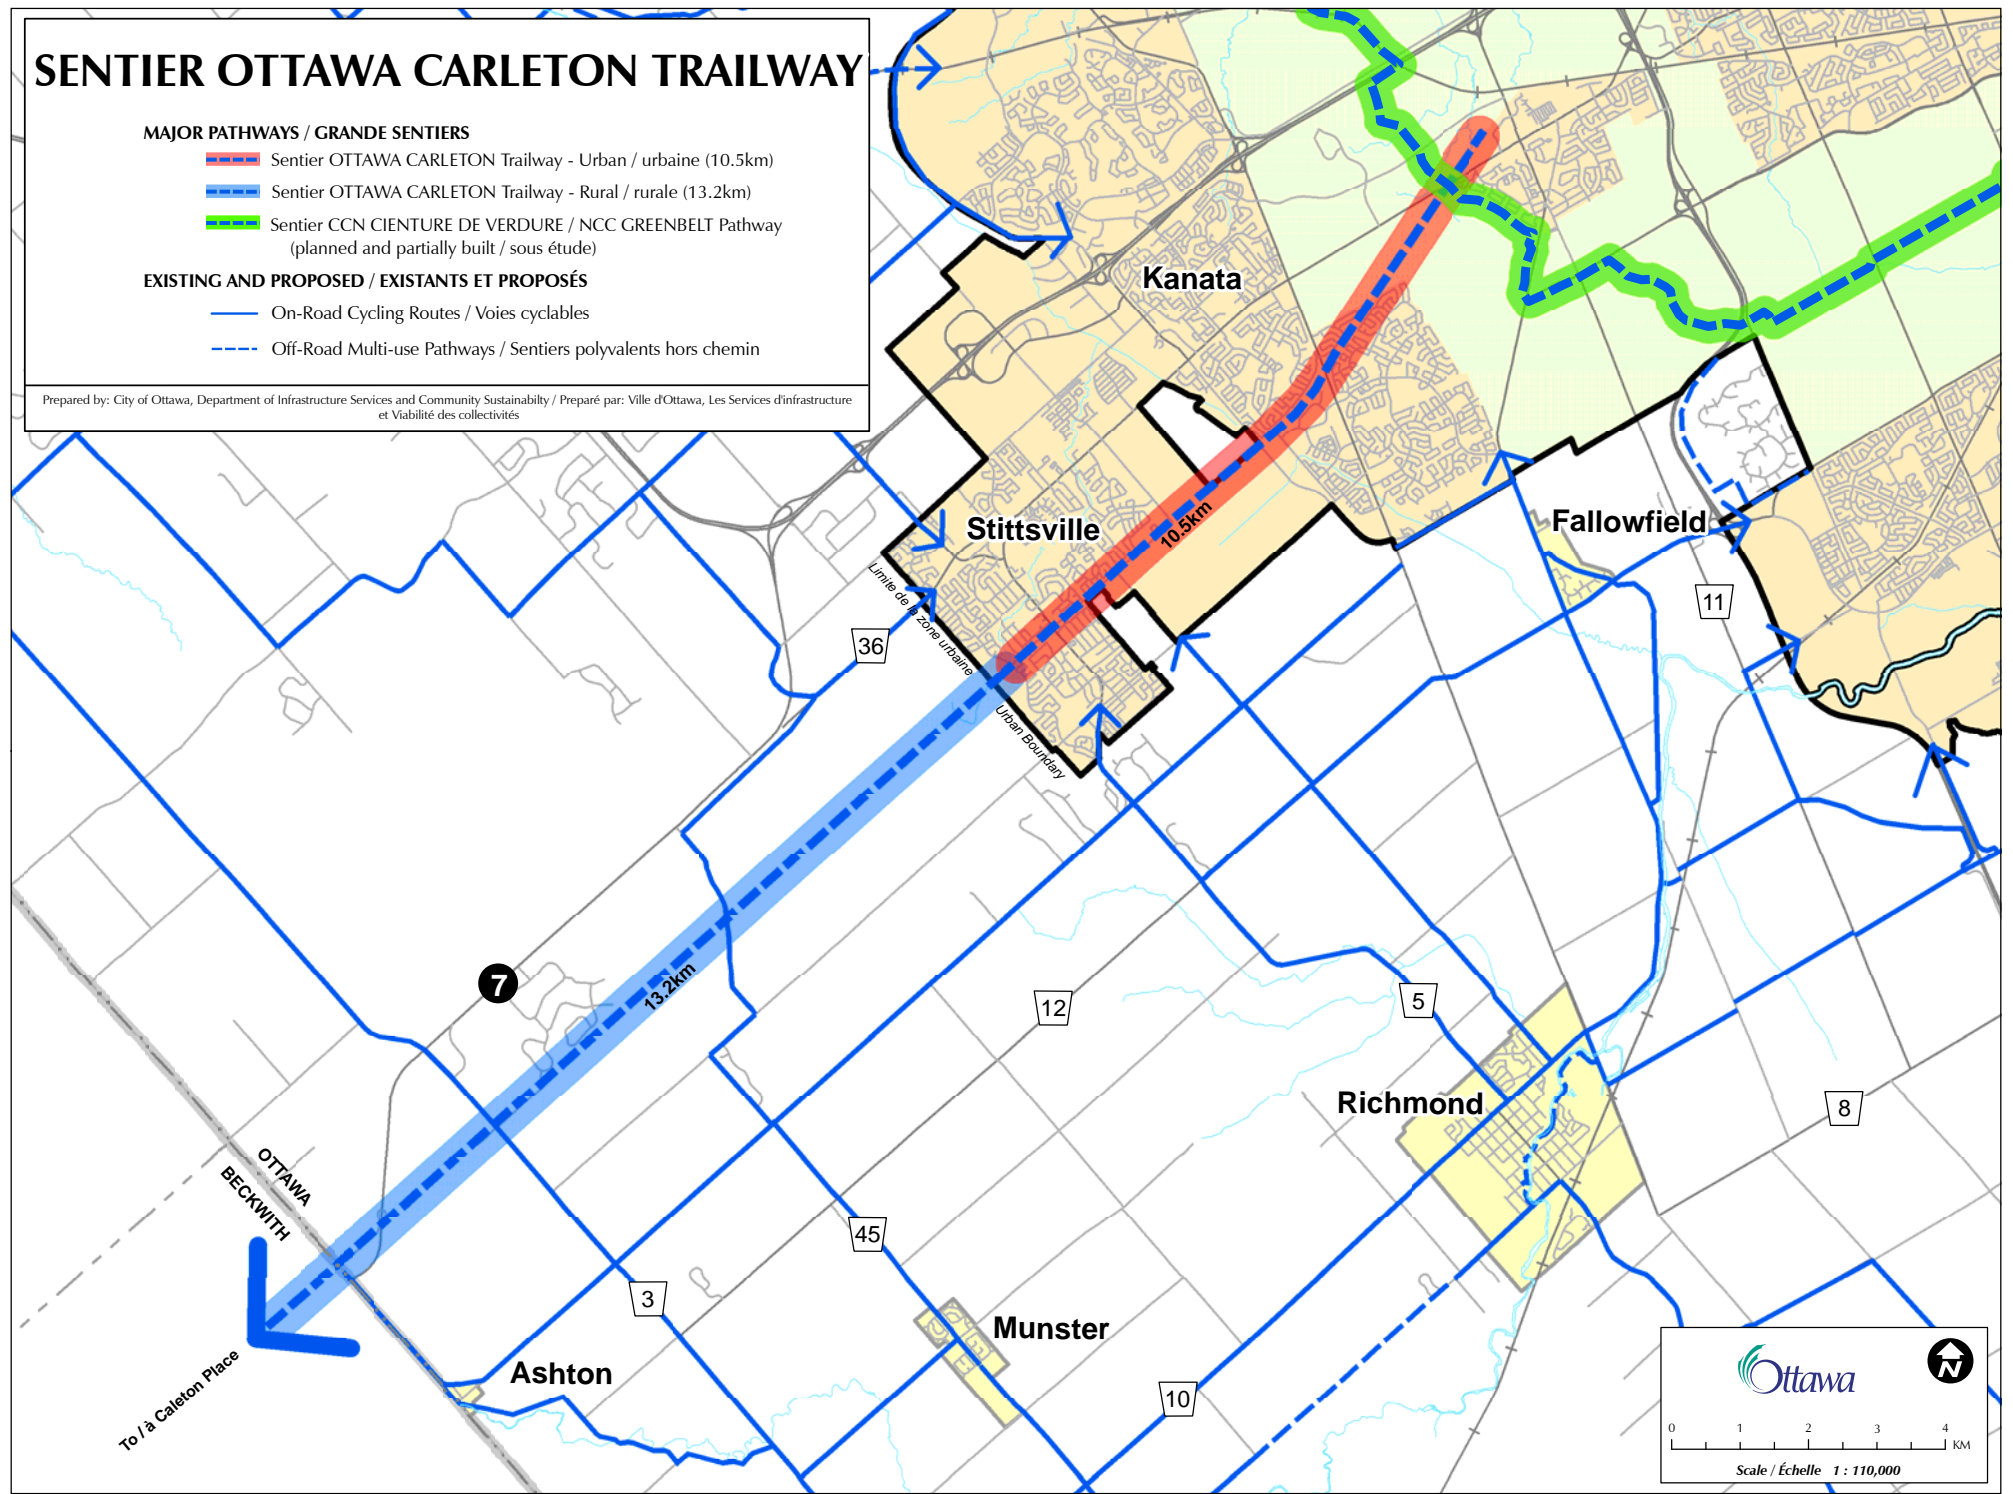 SENTIER OTTAWA CARLETON TRAILWAY
MAJOR PATHWAYS / GRANDE SENTIERS
Sentier OTTAWA CARLETON Trailway - Urban / urbaine (10.5km)
Sentier OTTAWA CARLETON Trailway - Rural / rurale (13.2km)
Sentier CCN CIENTURE DE VERDURE / NCC GREENBELT Pathway
(planned and partially built / sous étude)
EXISTING AND PROPOSED / EXISTANTS ET PROPOSÉS
On-Road Cycling Routes / Voies cyclables
Off-Road Multi-use Pathways / Sentiers polyvalents hors chemin
Prepared by: City of Ottawa, Department of Infrastructure Services and Community Sustainabilty / Preparé par: Ville d'Ottawa, Les Services d'infrastructure
et Viabilité des collectivités
Kanata
Stittsville
10.5km
Fallowfield
Limite de la zone urbaine
Urban Boundary
11
36
13.2km
7
12
5
Richmond
8
OTTAWA
BECKWITH
45
3
Munster
Ashton
10
To / à Caleton Place
Ottawa
N
0 1 2 3 4
KM
Scale / Échelle 1 : 110,000